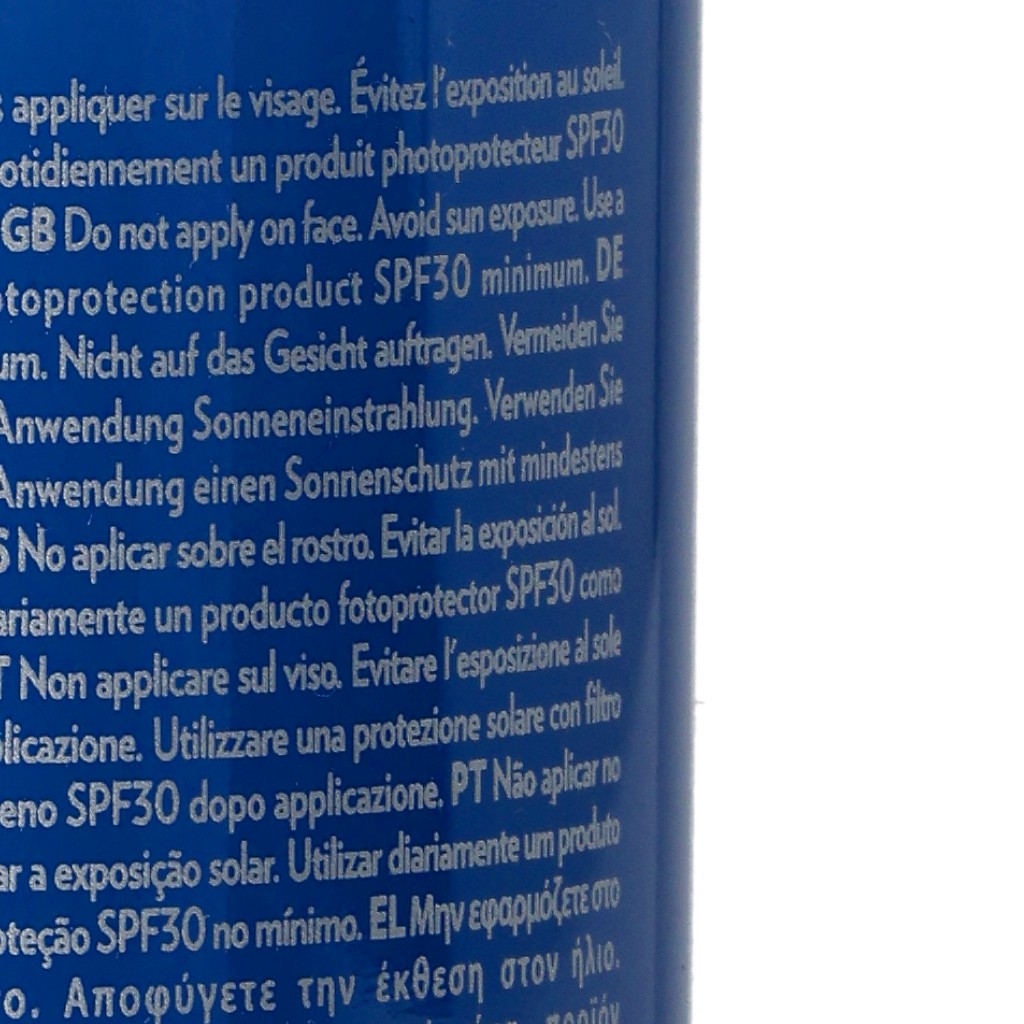 appliquer sur le visage. Évitez l'exposition au soleil.
otidiennement un produit photoprotecteur SPF30
GB Do not apply on face. Avoid sun exposure. Use a
otoprotection product SPF30 minimum. DE
um. Nicht auf das Gesicht auftragen. Vermeiden Sie
Anwendung Sonneneinstrahlung. Verwenden Sie
Anwendung einen Sonnenschutz mit mindestens
S No aplicar sobre el rostro. Evitar la exposición al sol.
ariamente un producto fotoprotector SPF30 como
T Non applicare sul viso. Evitare l'esposizione al sole
plicazione. Utilizzare una protezione solare con filtro
eno SPF30 dopo applicazione. PT Não aplicar no
ar a exposição solar. Utilizar diariamente um produto
oteção SPF30 no mínimo. EL Μην εφαρμόζετε στο
ο. Αποφύγετε την έκθεση στον ήλιο.
προϊόν